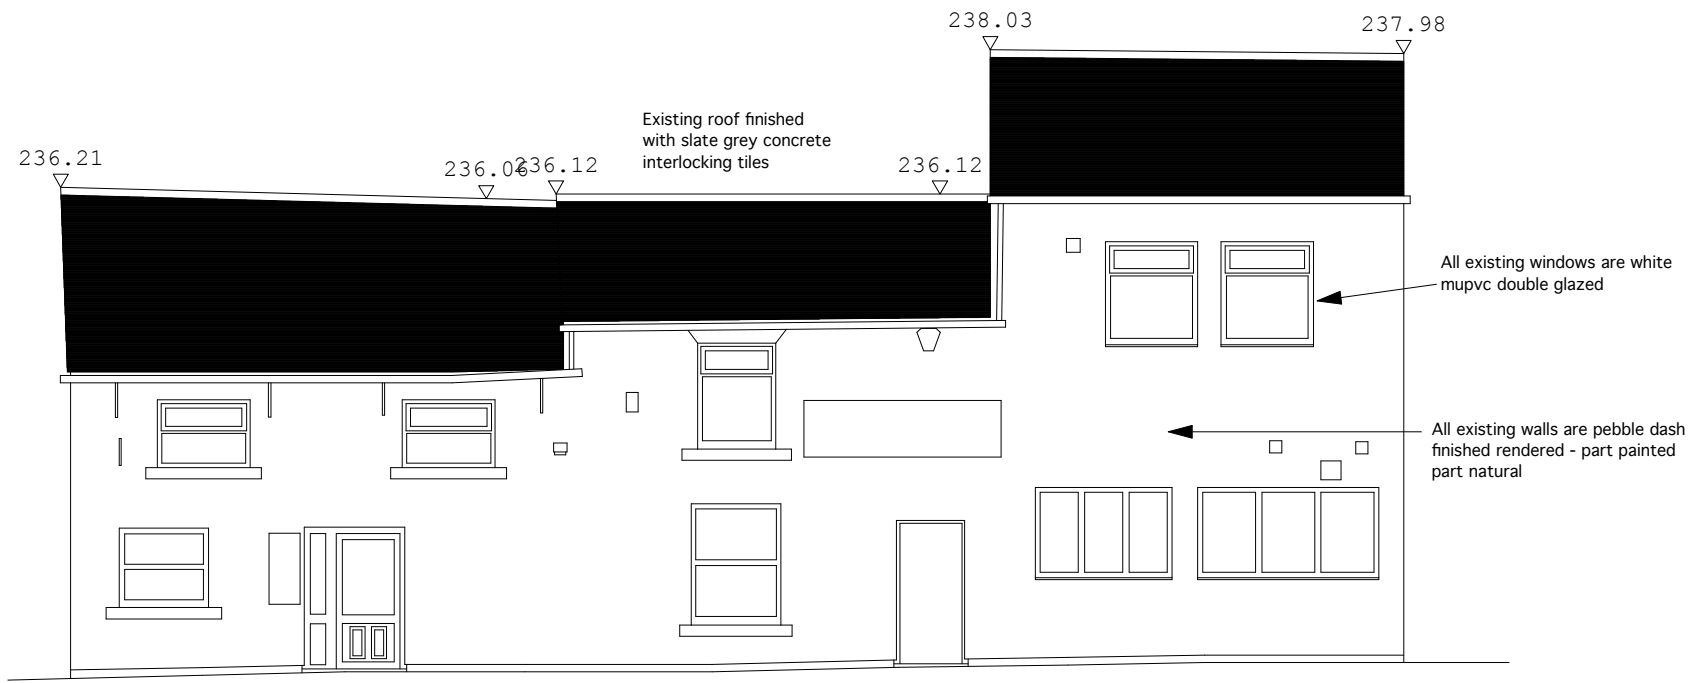 238.03
237.98
Existing roof finished
with slate grey concrete
interlocking tiles
236.21
236.06
236.12
236.12
All existing windows are white
mupvc double glazed
All existing walls are pebble dash
finished rendered - part painted
part natural